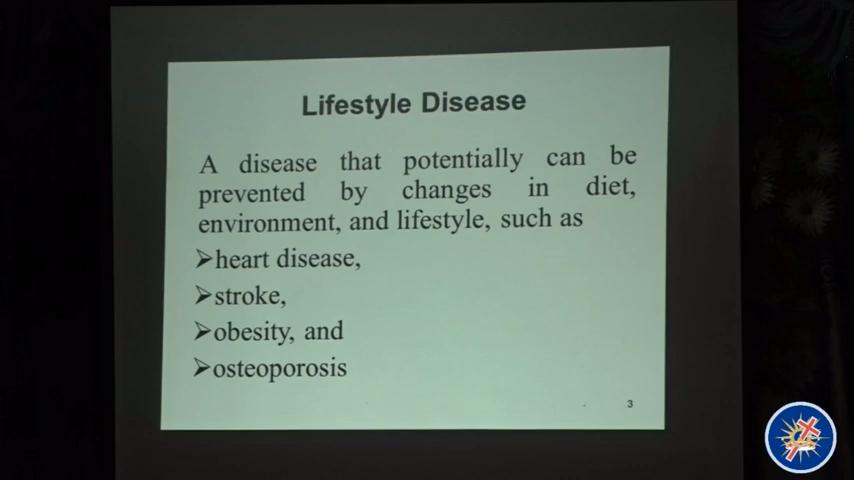 Lifestyle Disease
A disease that potentially can be
prevented by changes in diet,
environment, and lifestyle, such as
➢heart disease,
➢stroke,
➢obesity, and
➢osteoporosis
3